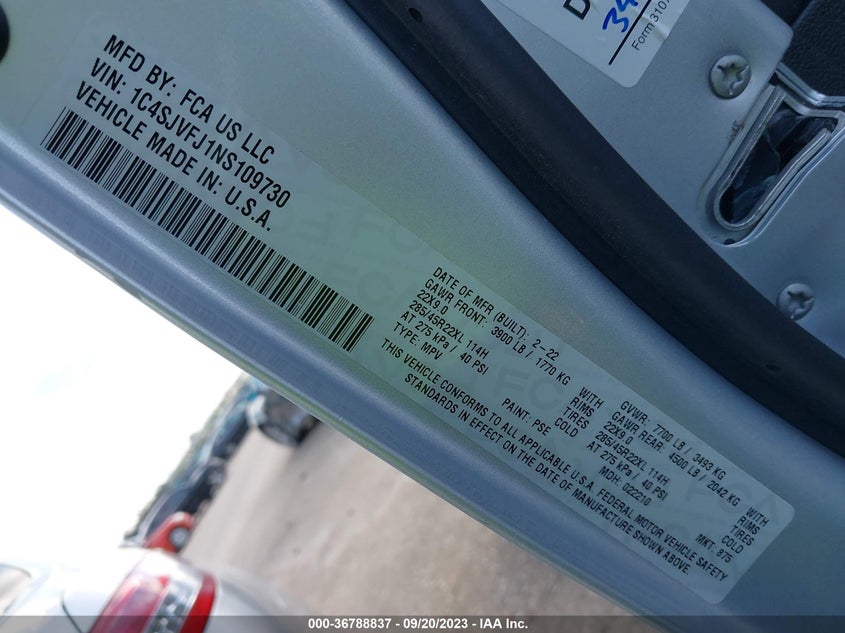 D
34
Form 310
MFD BY: FCA US LLC
VIN: 1C4SJVFJ1NS109730
VEHICLE MADE IN: U.S.A.
DATE OF MFR (BUILT): 2-22
GAWR FRONT: 3900 LB / 1770 KG WITH
22X9.0 RIMS
285/45R22XL 114H TIRES
AT 275 kPa / 40 PSI COLD
TYPE: MPV PAINT: PSE
GVWR: 7700 LB / 3493 KG
GAWR REAR: 4500 LB / 2042 KG WITH
22X9.0 RIMS
285/45R22XL 114H TIRES
AT 275 kPa / 40 PSI COLD
MDH: 022210 MKT: 875
THIS VEHICLE CONFORMS TO ALL APPLICABLE U.S.A. FEDERAL MOTOR VEHICLE SAFETY
STANDARDS IN EFFECT ON THE DATE OF MANUFACTURE SHOWN ABOVE.
000-36788837 - 09/20/2023 - IAA Inc.